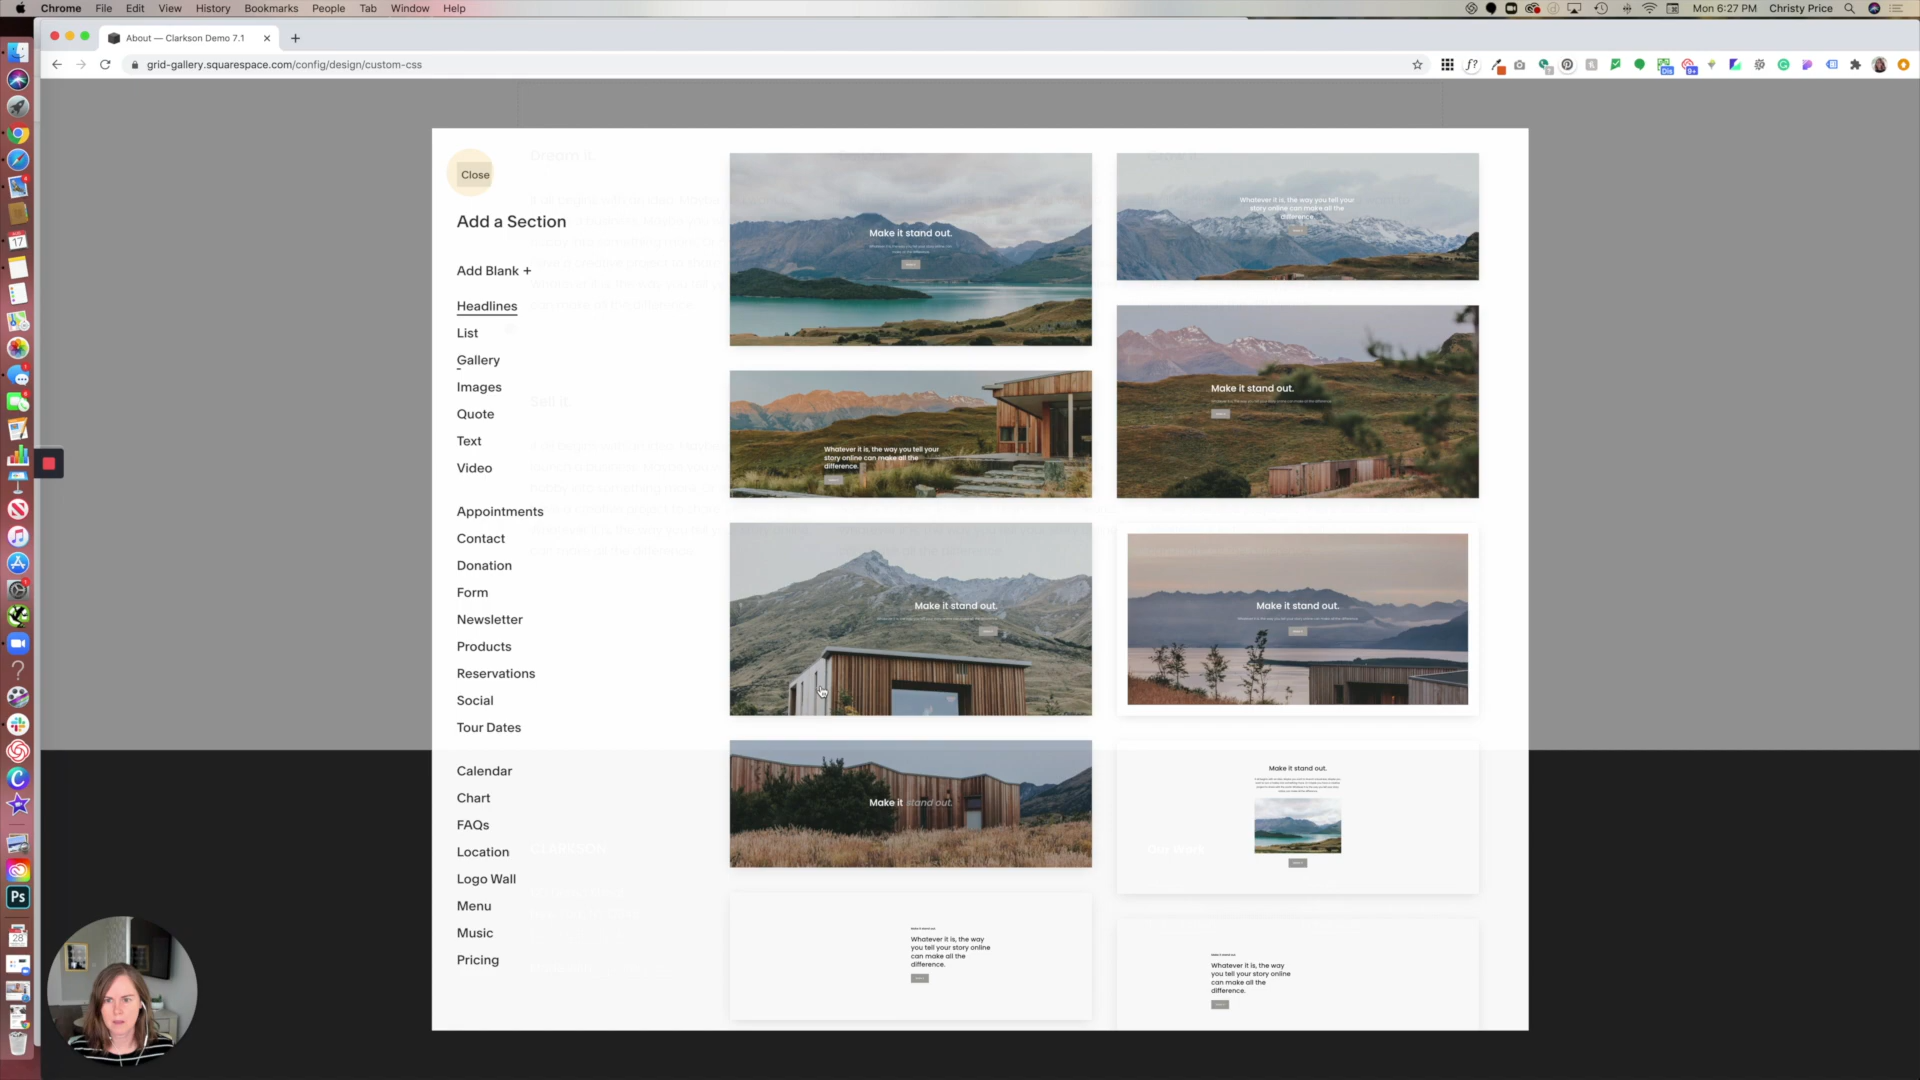 Chrome File Edit View History Bookmarks People Tab Window Help
Mon 6:27 PM Christy Price
About — Clarkson Demo 7.1
grid-gallery.squarespace.com/config/design/custom-css
Close
Add a Section
Add Blank +
Headlines
List
Gallery
Images
Quote
Text
Video
Appointments
Contact
Donation
Form
Newsletter
Products
Reservations
Social
Tour Dates
Calendar
Chart
FAQs
Location
Logo Wall
Menu
Music
Pricing
Make it stand out.
Whatever it is, the way you tell your
story online can make all the
difference.
Whatever it is, the way you tell your
story online can make all the
difference.
Make it stand out.
Make it stand out.
Make it stand out.
Make it stand out.
Make it stand out.
Whatever it is, the way
you tell your story online
can make all the
difference.
Whatever it is, the way
you tell your story online
can make all the
difference.
Dream it.
Sell it
17
28
Ps